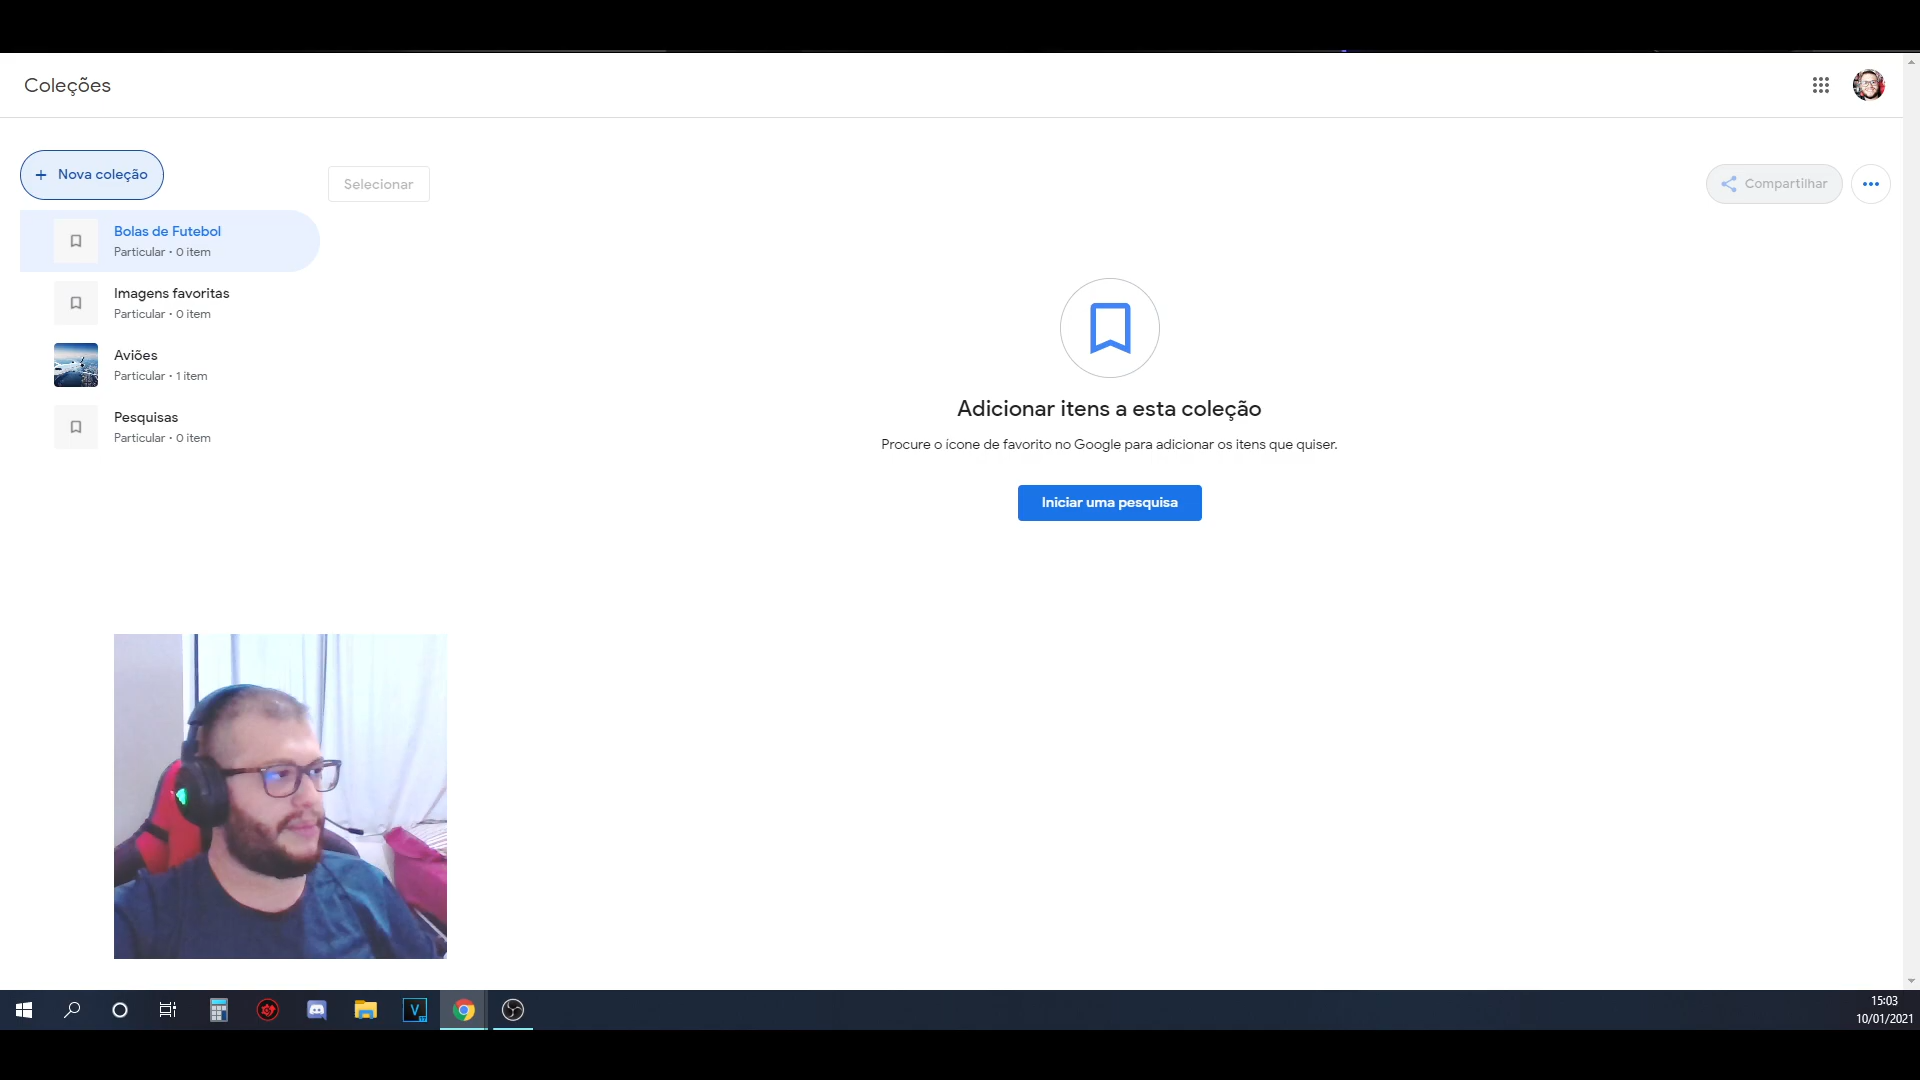 Coleções
+ Nova coleção
Selecionar
Compartilhar
Bolas de Futebol
Particular • 0 item
Imagens favoritas
Particular • 0 item
Aviões
Particular • 1 item
Pesquisas
Particular • 0 item
Adicionar itens a esta coleção
Procure o ícone de favorito no Google para adicionar os itens que quiser.
Iniciar uma pesquisa
V
15:03
10/01/2021